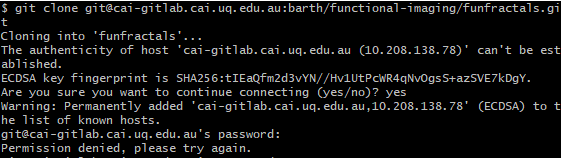 $ git clone git@cai-gitlab.cai.uq.edu.au:barth/functional-imaging/funfractals.gi
t
Cloning into 'funfractals'...
The authenticity of host 'cai-gitlab.cai.uq.edu.au (10.208.138.78)' can't be est
ablished.
ECDSA key fingerprint is SHA256:tIEaQfm2d3vYN//Hv1UtPcWR4qNvOgsS+azSVE7kDgY.
Are you sure you want to continue connecting (yes/no)? yes
Warning: Permanently added 'cai-gitlab.cai.uq.edu.au,10.208.138.78' (ECDSA) to t
he list of known hosts.
git@cai-gitlab.cai.uq.edu.au's password:
Permission denied, please try again.